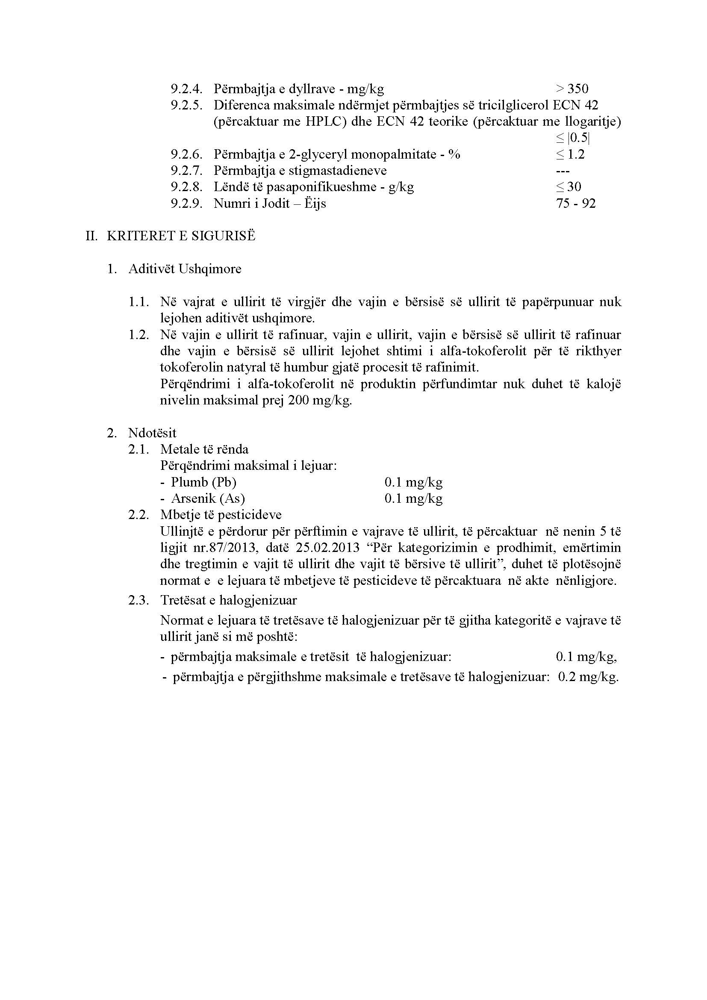 9.2.4. Përmbajtja e dyllrave - mg/kg > 350
9.2.5. Diferenca maksimale ndërmjet përmbajtjes së tricilglicerol ECN 42
(përcaktuar me HPLC) dhe ECN 42 teorike (përcaktuar me llogaritje)
≤ |0.5|
9.2.6. Përmbajtja e 2-glyceryl monopalmitate - % ≤ 1.2
9.2.7. Përmbajtja e stigmastadieneve ---
9.2.8. Lëndë të pasaponifikueshme - g/kg ≤ 30
9.2.9. Numri i Jodit – Ëijs 75 - 92
II. KRITERET E SIGURISË
1. Aditivët Ushqimore
1.1. Në vajrat e ullirit të virgjër dhe vajin e bërsisë së ullirit të papërpunuar nuk
lejohen aditivët ushqimore.
1.2. Në vajin e ullirit të rafinuar, vajin e ullirit, vajin e bërsisë së ullirit të rafinuar
dhe vajin e bërsisë së ullirit lejohet shtimi i alfa-tokoferolit për të rikthyer
tokoferolin natyral të humbur gjatë procesit të rafinimit.
Përqëndrimi i alfa-tokoferolit në produktin përfundimtar nuk duhet të kalojë
nivelin maksimal prej 200 mg/kg.
2. Ndotësit
2.1. Metale të rënda
Përqëndrimi maksimal i lejuar:
- Plumb (Pb) 0.1 mg/kg
- Arsenik (As) 0.1 mg/kg
2.2. Mbetje të pesticideve
Ullinjtë e përdorur për përftimin e vajrave të ullirit, të përcaktuar në nenin 5 të
ligjit nr.87/2013, datë 25.02.2013 “Për kategorizimin e prodhimit, emërtimin
dhe tregtimin e vajit të ullirit dhe vajit të bërsive të ullirit”, duhet të plotësojnë
normat e e lejuara të mbetjeve të pesticideve të përcaktuara në akte nënligjore.
2.3. Tretësat e halogjenizuar
Normat e lejuara të tretësave të halogjenizuar për të gjitha kategoritë e vajrave të
ullirit janë si më poshtë:
- përmbajtja maksimale e tretësit të halogjenizuar: 0.1 mg/kg,
- përmbajtja e përgjithshme maksimale e tretësave të halogjenizuar: 0.2 mg/kg.